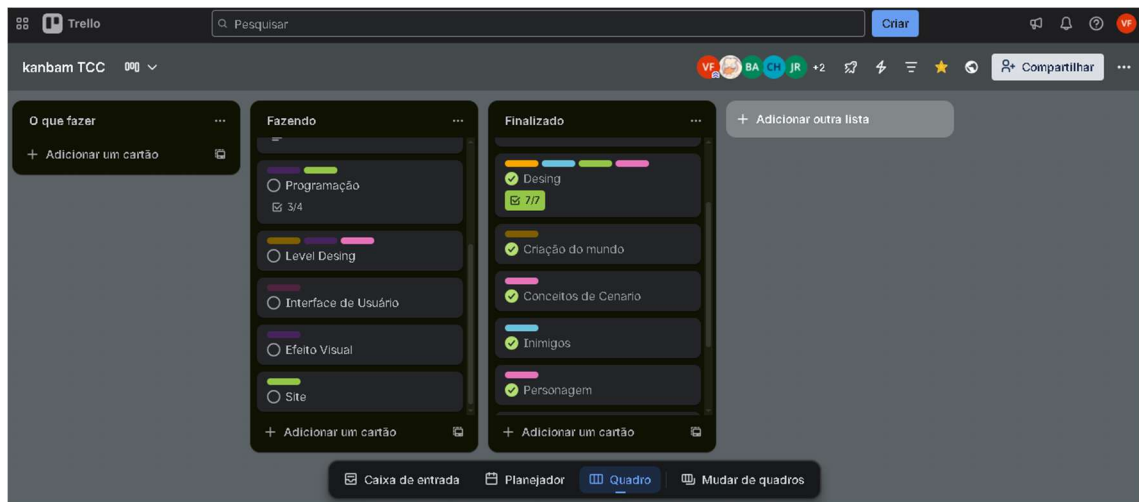 Trello
Pesquisar
Criar
VF
kanbam TCC
VF BA CH JR +2
Compartilhar
O que fazer
Adicionar um cartão
Fazendo
Programação
3/4
Level Desing
Interface de Usuário
Efeito Visual
Site
Adicionar um cartão
Finalizado
Desing
7/7
Criação do mundo
Conceitos de Cenario
Inimigos
Personagem
Adicionar um cartão
Adicionar outra lista
Caixa de entrada
Planejador
Quadro
Mudar de quadros